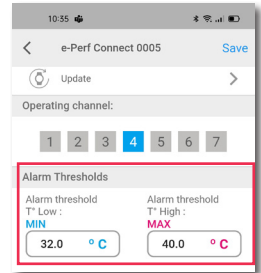 10:35
e-Perf Connect 0005 Save
Update
Operating channel:
1 2 3 4 5 6 7
Alarm Thresholds
Alarm threshold Alarm threshold
T° Low : T° High :
MIN MAX
32.0 ° C 40.0 ° C